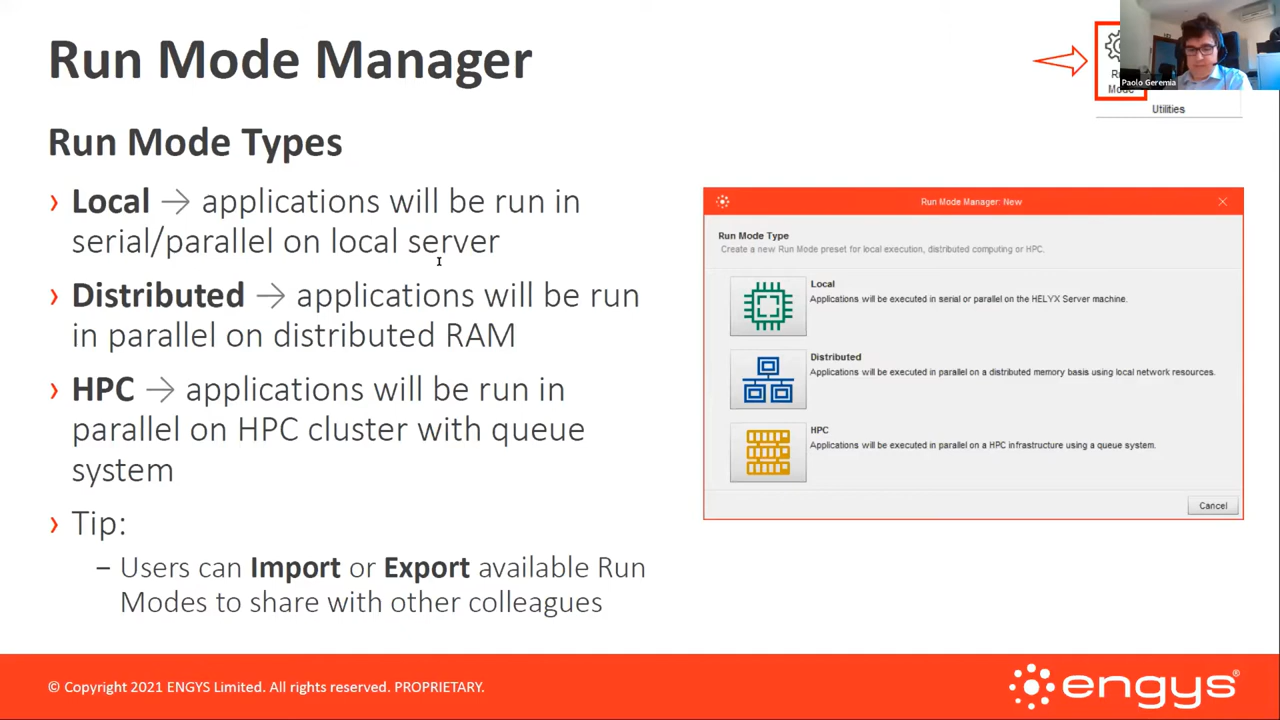 Run Mode Manager
Paolo Geremia
Mode
Utilities
Run Mode Types
› Local → applications will be run in
serial/parallel on local server
› Distributed → applications will be run
in parallel on distributed RAM
› HPC → applications will be run in
parallel on HPC cluster with queue
system
› Tip:
– Users can Import or Export available Run
Modes to share with other colleagues
Run Mode Manager: New
Run Mode Type
Create a new Run Mode preset for local execution, distributed computing or HPC.
Local
Applications will be executed in serial or parallel on the HELYX Server machine.
Distributed
Applications will be executed in parallel on a distributed memory basis using local network resources.
HPC
Applications will be executed in parallel on a HPC infrastructure using a queue system.
Cancel
© Copyright 2021 ENGYS Limited. All rights reserved. PROPRIETARY.
engys®